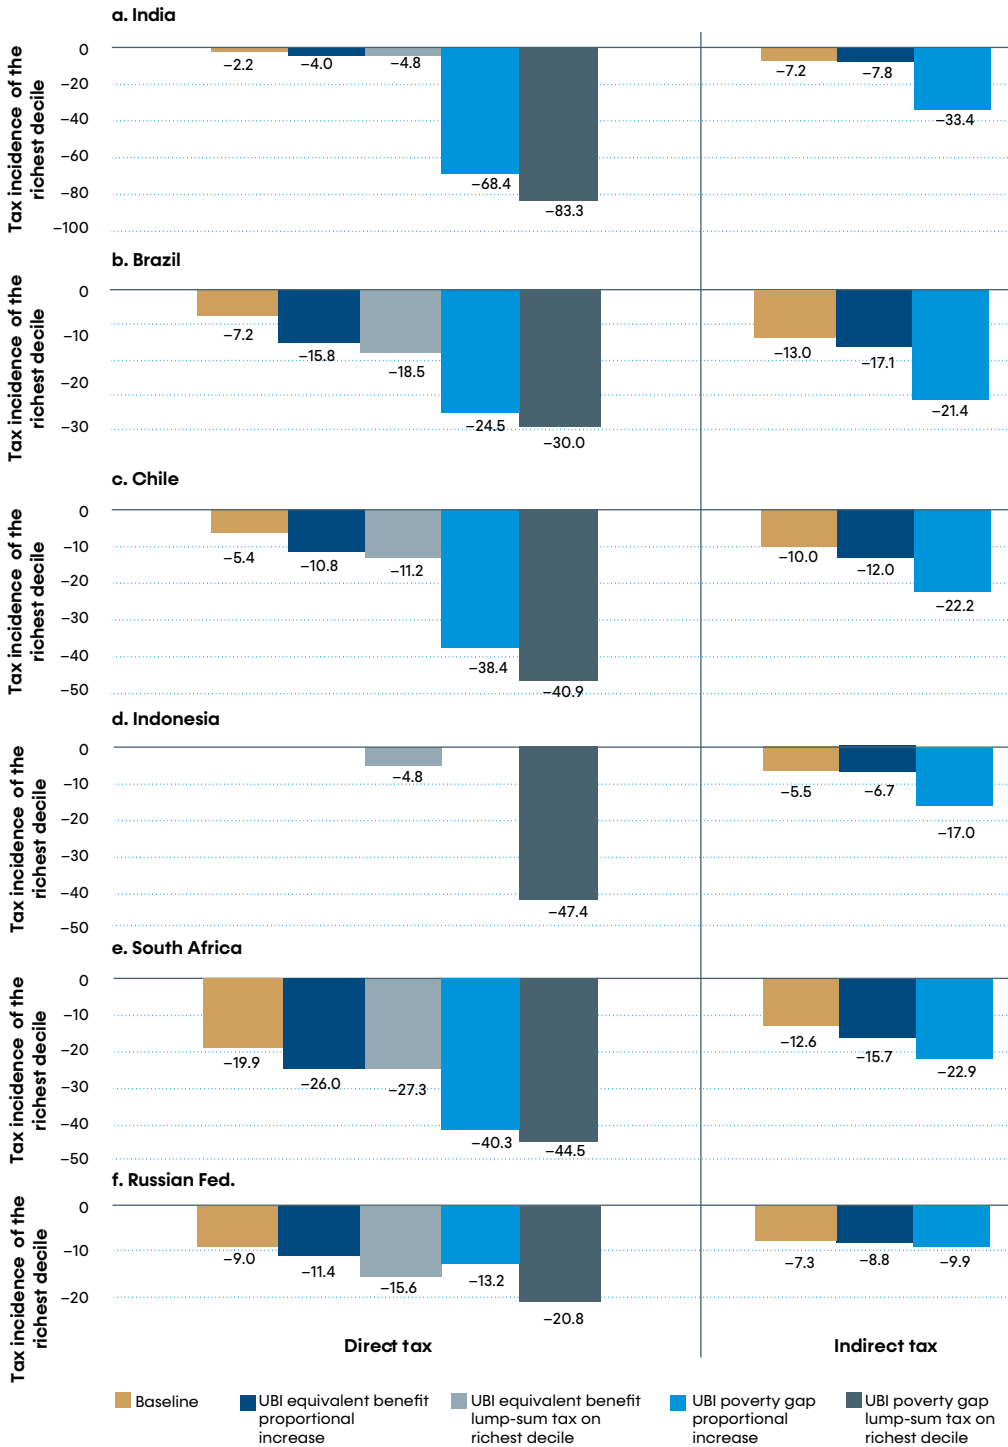 a. India
Tax incidence of the
richest decile
0
−20
−40
−60
−80
−100
−2.2
−4.0
−4.8
−68.4
−83.3
−7.2
−7.8
−33.4
b. Brazil
Tax incidence of the
richest decile
0
−10
−20
−30
−7.2
−15.8
−18.5
−24.5
−30.0
−13.0
−17.1
−21.4
c. Chile
Tax incidence of the
richest decile
0
−10
−20
−30
−40
−50
−5.4
−10.8
−11.2
−38.4
−40.9
−10.0
−12.0
−22.2
d. Indonesia
Tax incidence of the
richest decile
0
−10
−20
−30
−40
−50
−4.8
−47.4
−5.5
−6.7
−17.0
e. South Africa
Tax incidence of the
richest decile
0
−10
−20
−30
−40
−50
−19.9
−26.0
−27.3
−40.3
−44.5
−12.6
−15.7
−22.9
f. Russian Fed.
Tax incidence of the
richest decile
0
−10
−20
−9.0
−11.4
−15.6
−13.2
−20.8
−7.3
−8.8
−9.9
Direct tax
Indirect tax
Baseline
UBI equivalent benefit
proportional
increase
UBI equivalent benefit
lump-sum tax on
richest decile
UBI poverty gap
proportional
increase
UBI poverty gap
lump-sum tax on
richest decile